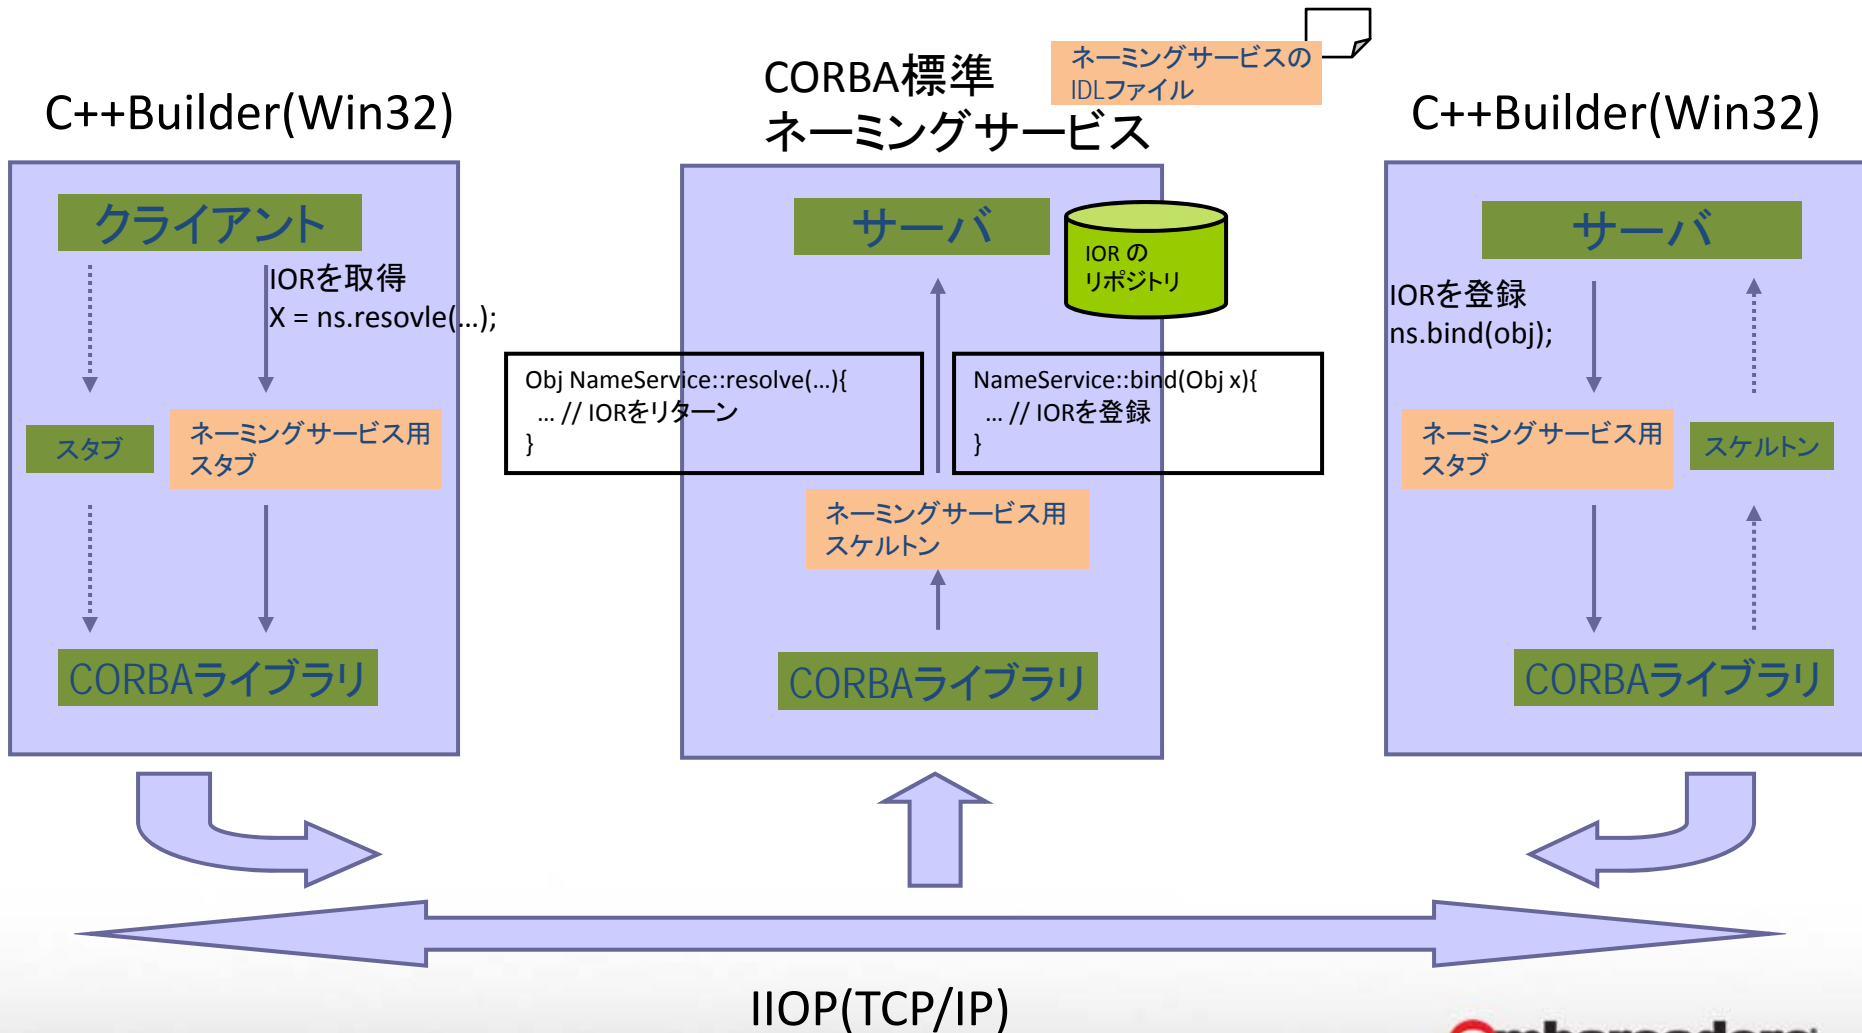 C++Builder(Win32)
クライアント
IORを取得
X = ns.resovle(...);
スタブ
ネーミングサービス用
スタブ
CORBAライブラリ
CORBA標準
ネーミングサービス
ネーミングサービスの
IDLファイル
サーバ
IOR の
リポジトリ
Obj NameService::resolve(...){
... // IORをリターン
}
NameService::bind(Obj x){
... // IORを登録
}
ネーミングサービス用
スケルトン
CORBAライブラリ
C++Builder(Win32)
サーバ
IORを登録
ns.bind(obj);
ネーミングサービス用
スタブ
スケルトン
CORBAライブラリ
IIOP(TCP/IP)